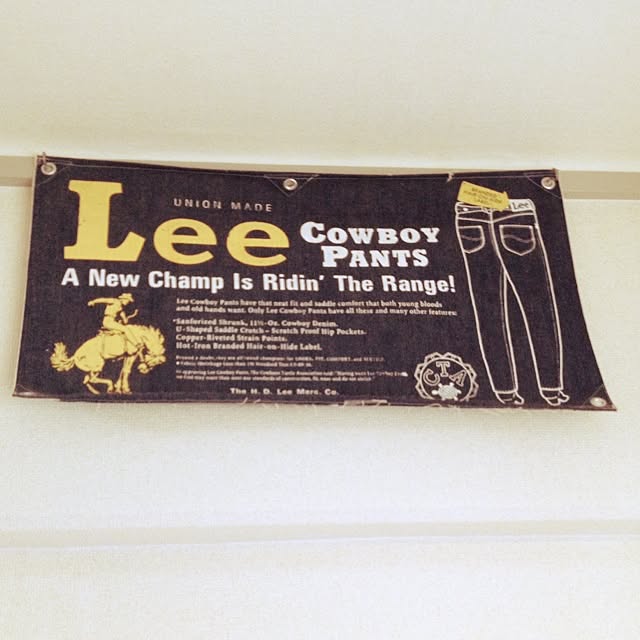 UNION MADE
Lee COWBOY PANTS
A New Champ Is Ridin' The Range!
Lee Cowboy Pants have that neat fit and saddle comfort that both young bloods
and old hands want. Only Lee Cowboy Pants have all these and many other features:
*Sanforized Shrunk, 11½-Oz. Cowboy Denim.
U-Shaped Saddle Crotch - Scratch Proof Hip Pockets.
Copper-Riveted Strain Points.
Hot-Iron Branded Hair-on-Hide Label.
The H. D. Lee Merc. Co.
CTA
BRANDED
LABEL
Lee